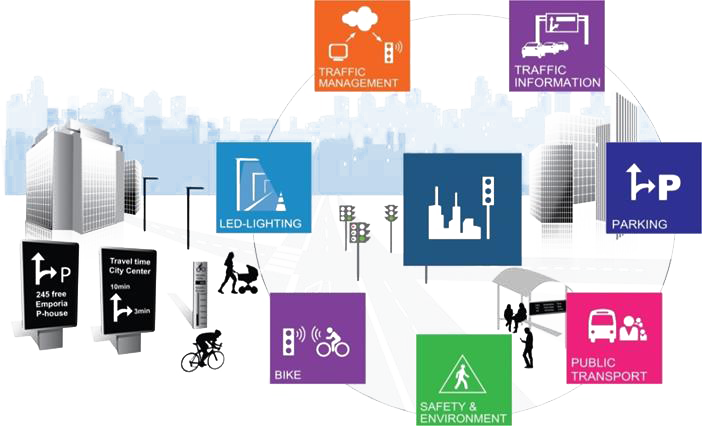 TRAFFIC
MANAGEMENT
TRAFFIC
INFORMATION
LED-LIGHTING
P
PARKING
P
245 free
Emporia
P-house
Travel time
City Center
10min
3min
BIKE
SAFETY &
ENVIRONMENT
PUBLIC
TRANSPORT